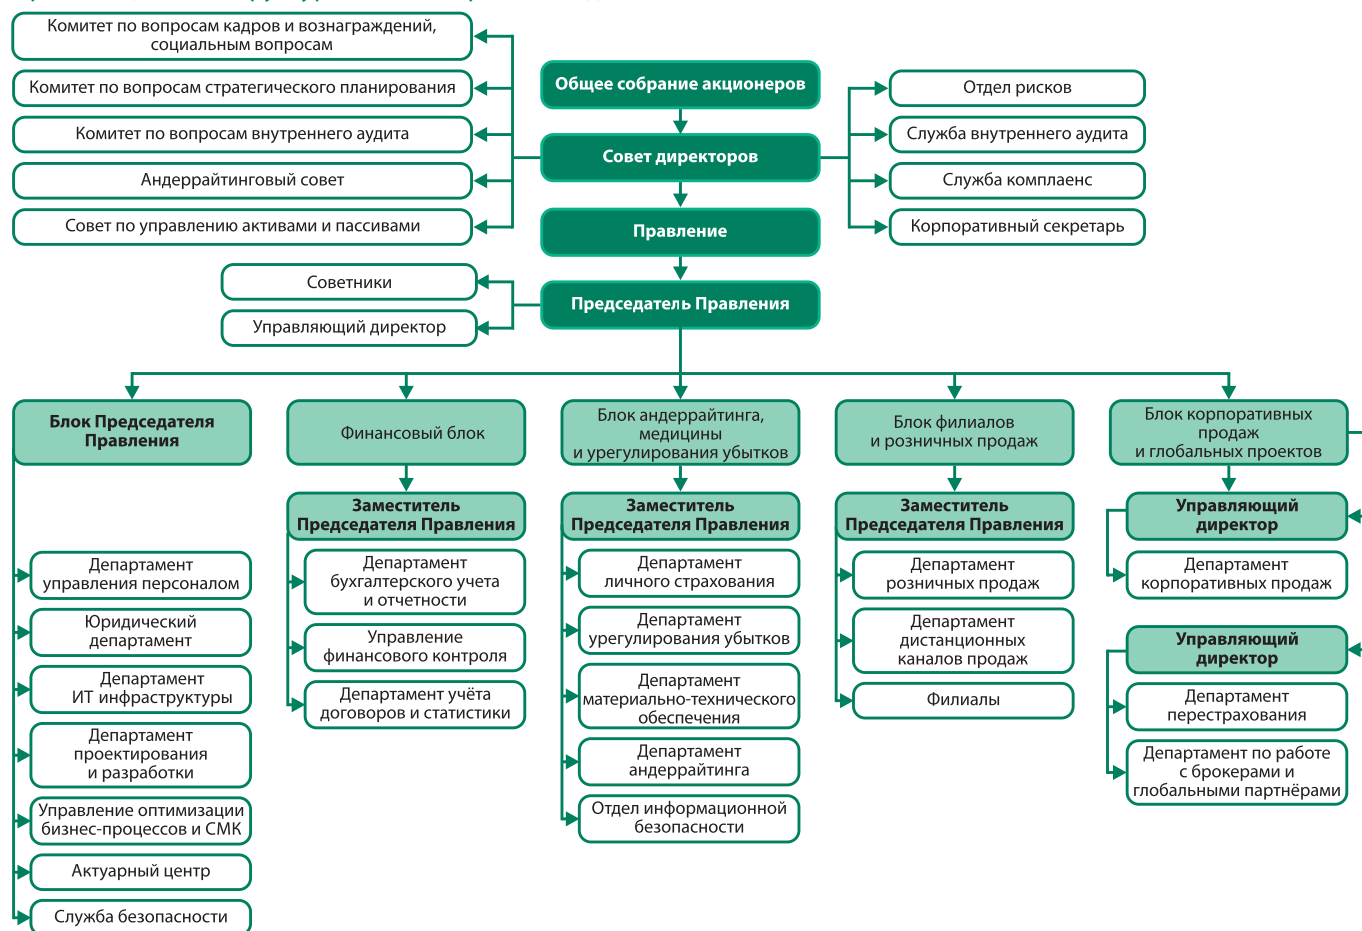 Комитет по вопросам кадров и вознаграждений,
социальным вопросам
Комитет по вопросам стратегического планирования
Комитет по вопросам внутреннего аудита
Андеррайтинговый совет
Совет по управлению активами и пассивами
Общее собрание акционеров
Совет директоров
Правление
Председатель Правления
Отдел рисков
Служба внутреннего аудита
Служба комплаенс
Корпоративный секретарь
Советники
Управляющий директор
Блок Председателя
Правления
Департамент
управления персоналом
Юридический
департамент
Департамент
ИТ инфраструктуры
Департамент
проектирования
и разработки
Управление оптимизации
бизнес-процессов и СМК
Актуарный центр
Служба безопасности
Финансовый блок
Заместитель
Председателя Правления
Департамент
бухгалтерского учета
и отчетности
Управление
финансового контроля
Департамент учёта
договоров и статистики
Блок андеррайтинга,
медицины
и урегулирования убытков
Заместитель
Председателя Правления
Департамент
личного страхования
Департамент
урегулирования убытков
Департамент
материально-технического
обеспечения
Департамент
андеррайтинга
Отдел информационной
безопасности
Блок филиалов
и розничных продаж
Заместитель
Председателя Правления
Департамент
розничных продаж
Департамент
дистанционных
каналов продаж
Филиалы
Блок корпоративных
продаж
и глобальных проектов
Управляющий
директор
Департамент
корпоративных продаж
Управляющий
директор
Департамент
перестрахования
Департамент по работе
с брокерами и
глобальными партнёрами